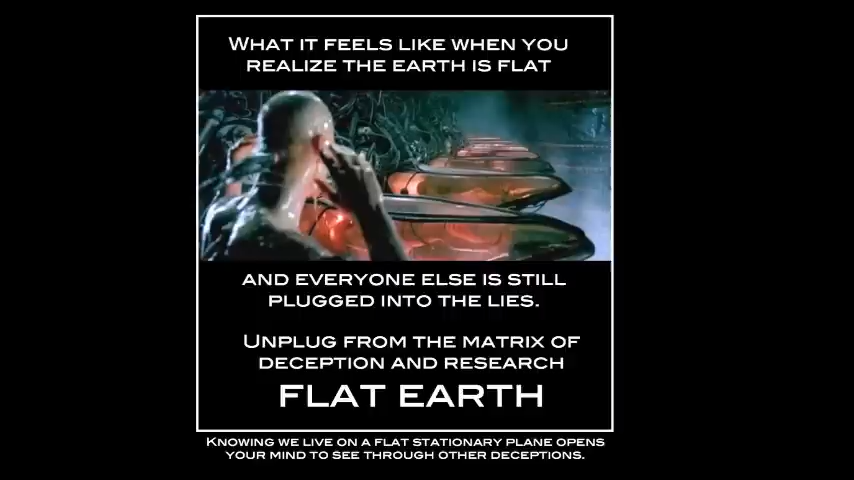 What it feels like when you
realize the earth is flat
and everyone else is still
plugged into the lies.
Unplug from the matrix of
deception and research
FLAT EARTH
Knowing we live on a flat stationary plane opens
your mind to see through other deceptions.